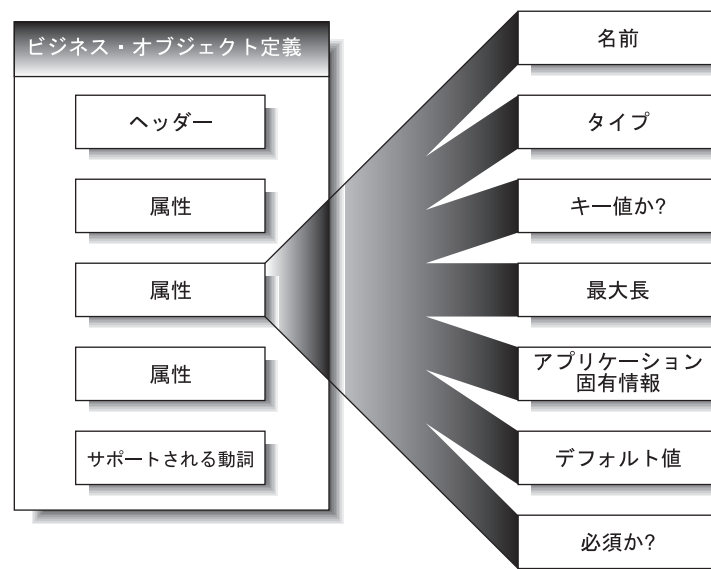 ビジネス・オブジェクト定義
ヘッダー
属性
属性
属性
サポートされる動詞
名前
タイプ
キー値か?
最大長
アプリケーション
固有情報
デフォルト値
必須か?